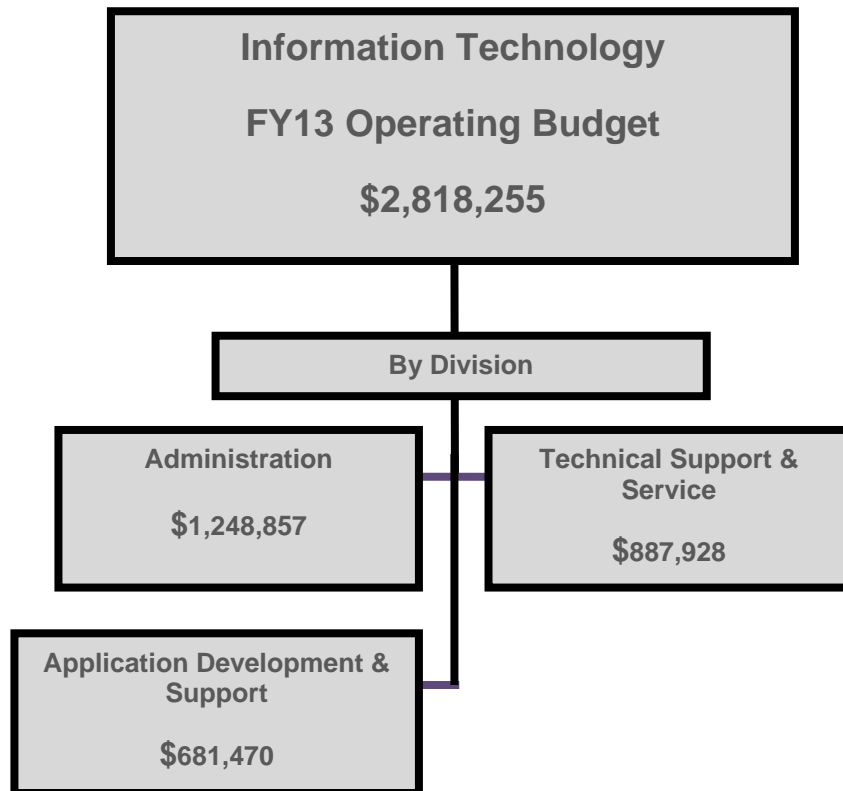 Information Technology
FY13 Operating Budget
$2,818,255
By Division
Administration
$1,248,857
Technical Support &
Service
$887,928
Application Development &
Support
$681,470